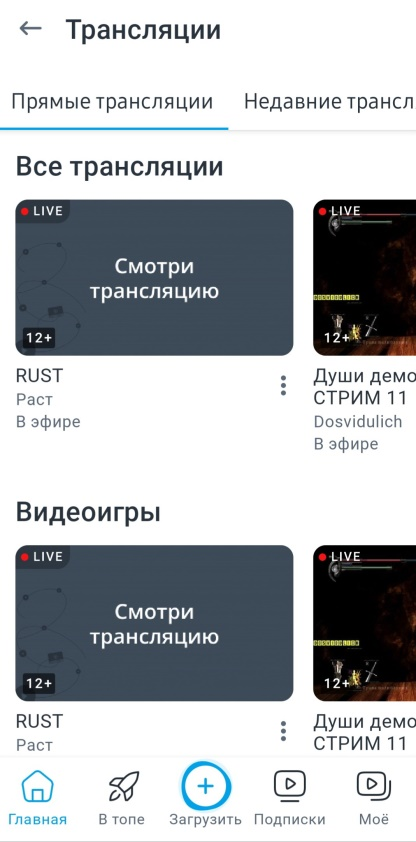 Трансляции
Прямые трансляции
Недавние трансл
Все трансляции
LIVE
Смотри
трансляцию
12+
RUST
Раст
В эфире
LIVE
12+
Души демо
СТРИМ 11
Dosvidulich
В эфире
Видеоигры
LIVE
Смотри
трансляцию
12+
RUST
Раст
LIVE
12+
Души демо
СТРИМ 11
Главная
В топе
Загрузить
Подписки
Моё